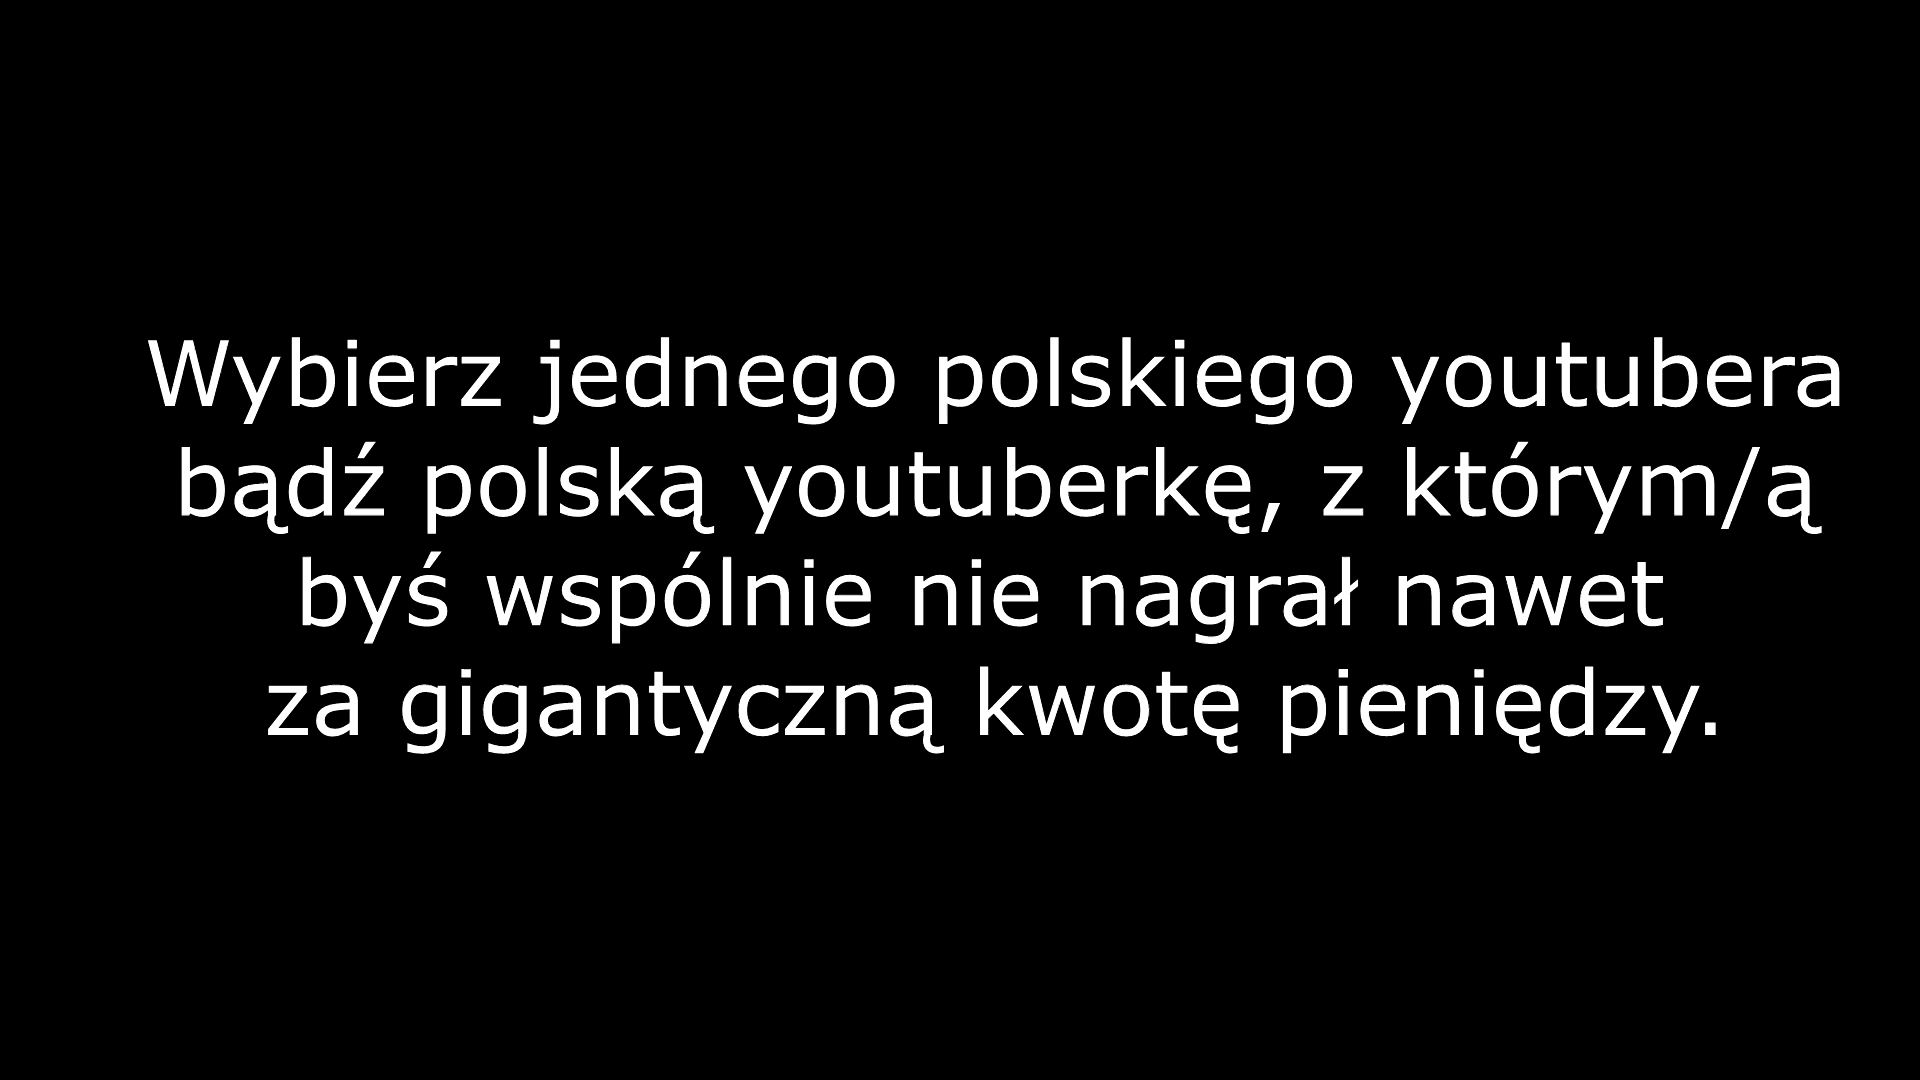 Wybierz jednego polskiego youtubera
bądź polską youtuberkę, z którym/ą
byś wspólnie nie nagrał nawet
za gigantyczną kwotę pieniędzy.